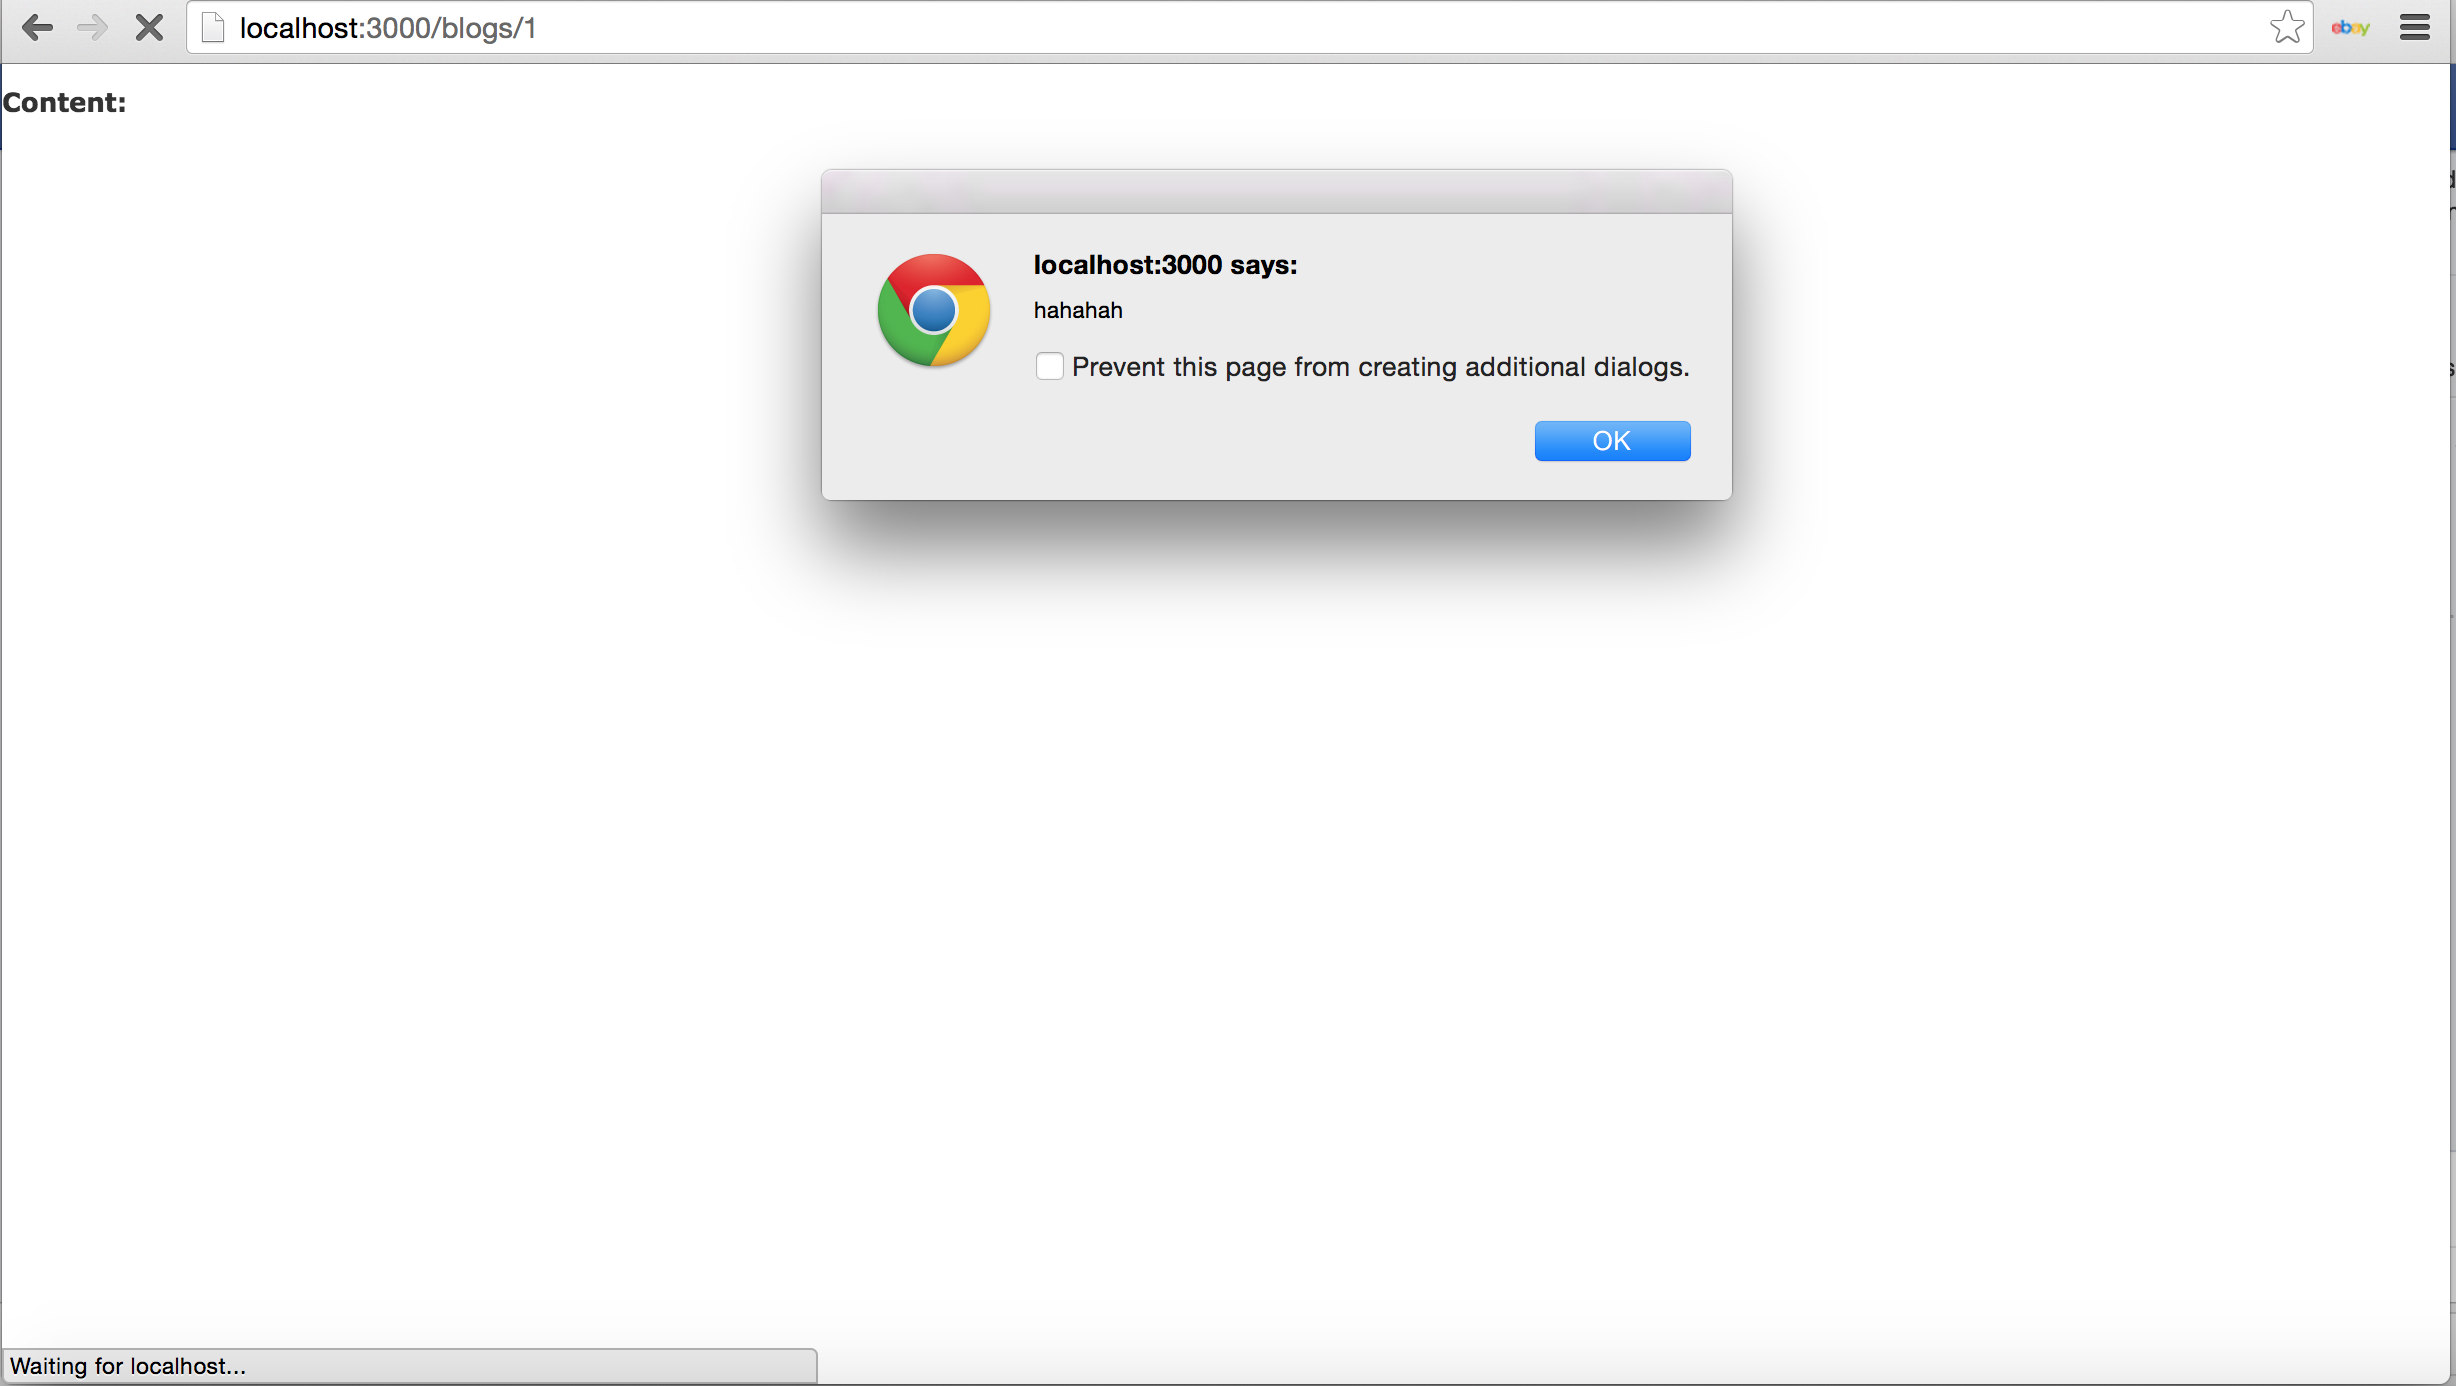 localhost:3000/blogs/1
ebay
Content:
localhost:3000 says:
hahahah
Prevent this page from creating additional dialogs.
OK
Waiting for localhost...